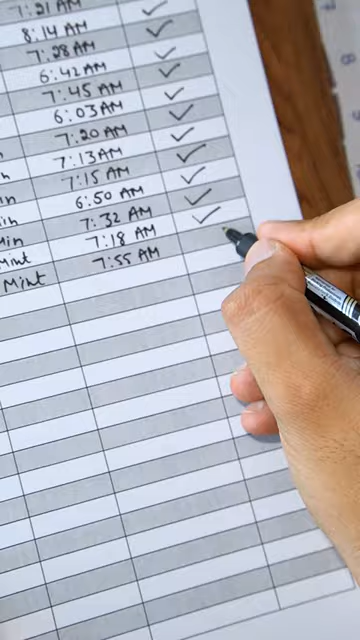 7:21 AM
8:14 AM ✓
7:28 AM ✓
6:42 AM ✓
7:45 AM ✓
6:03 AM ✓
7:20 AM ✓
7:13 AM ✓
7:15 AM ✓
6:50 AM ✓
7:32 AM ✓
7:18 AM ✓
Mint 7:55 AM